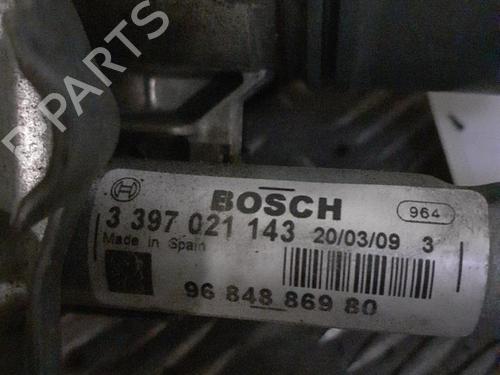 B-PARTS
BOSCH
964
3 397 021 143 20/03/09 3
Made in Spain
96 848 869 80